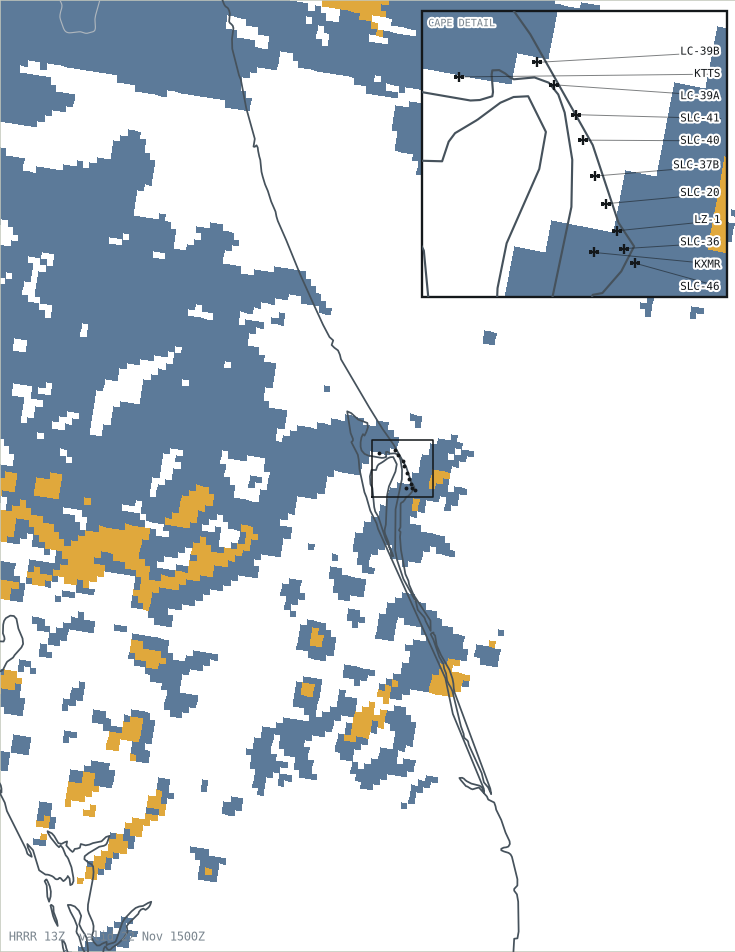 CAPE DETAIL
LC-39B
KTTS
LC-39A
SLC-41
SLC-40
SLC-37B
SLC-20
LZ-1
SLC-36
KXMR
SLC-46
HRRR 13Z Nov 1500Z